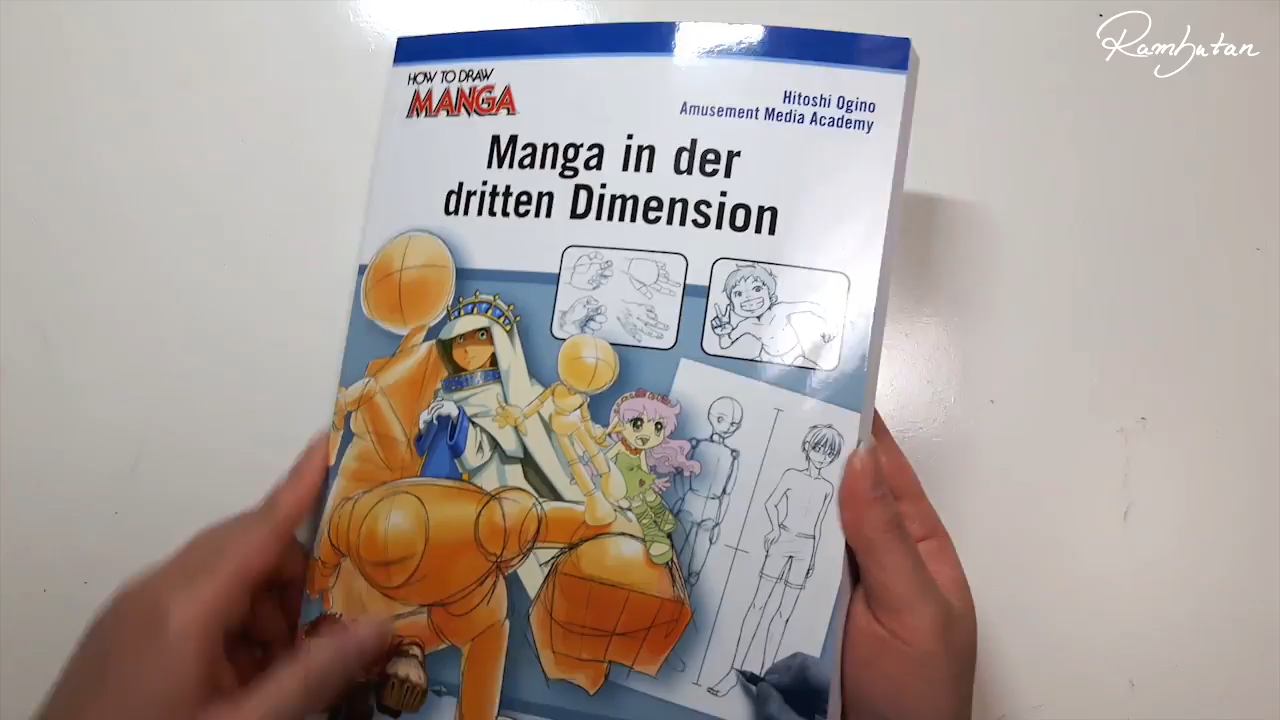 Rambutan
HOW TO DRAW
MANGA
Hitoshi Ogino
Amusement Media Academy
Manga in der
dritten Dimension